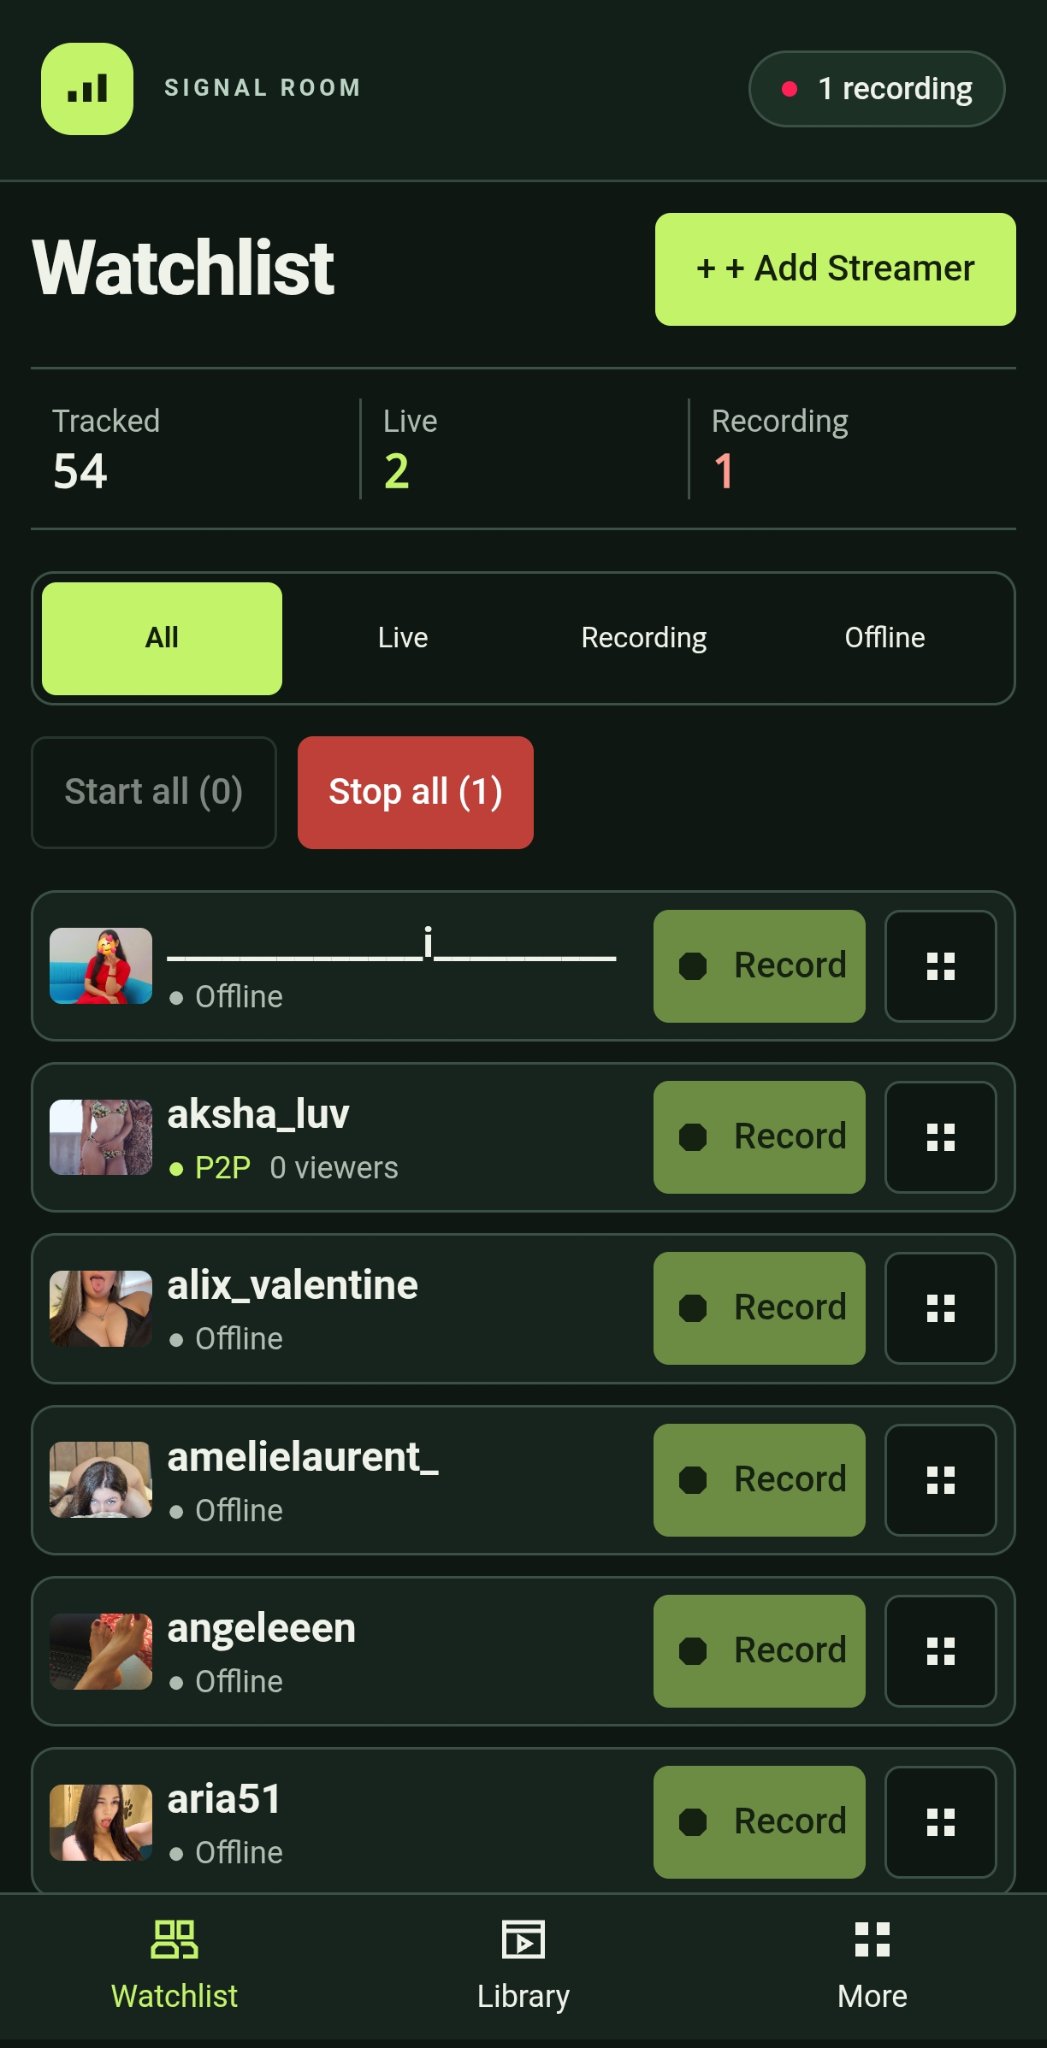 SIGNAL ROOM
1 recording
Watchlist
+ + Add Streamer
Tracked
54
Live
2
Recording
1
All
Live
Recording
Offline
Start all (0)
Stop all (1)
______________i__________
Offline
Record
aksha_luv
P2P 0 viewers
Record
alix_valentine
Offline
Record
amelielaurent_
Offline
Record
angeleeen
Offline
Record
aria51
Offline
Record
Watchlist
Library
More